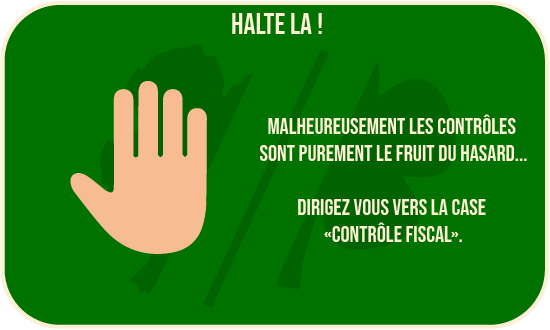 HALTE LA !
MALHEUREUSEMENT LES CONTRÔLES
SONT PUREMENT LE FRUIT DU HASARD...
DIRIGEZ VOUS VERS LA CASE
«CONTRÔLE FISCAL».